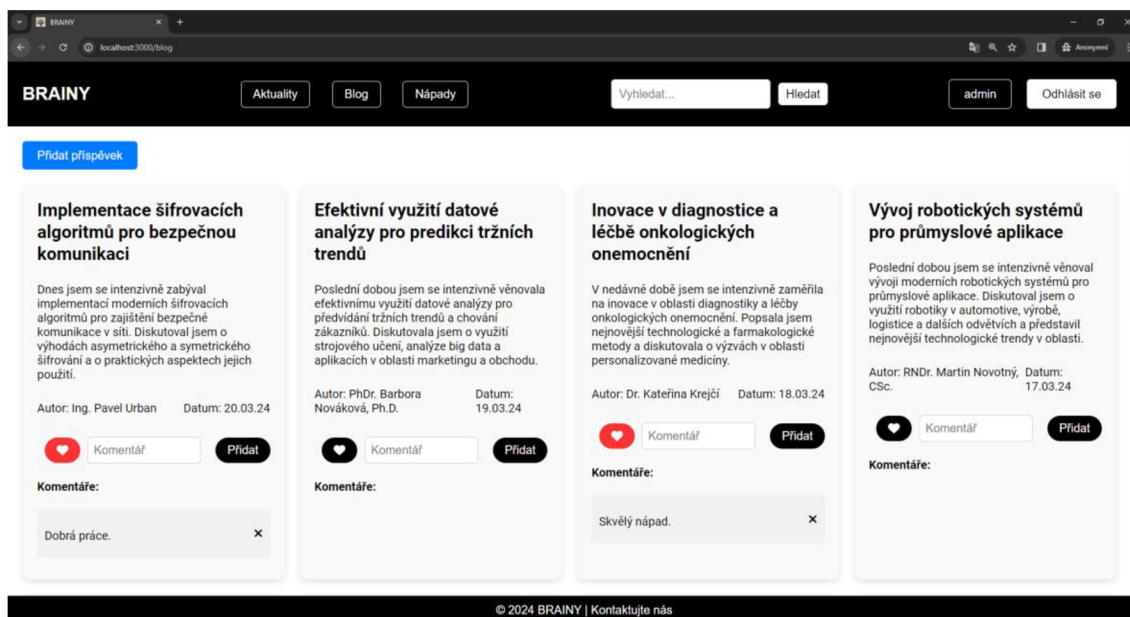 BRAINY
localhost:3000/blog
Anonymní
BRAINY
Aktuality
Blog
Nápady
Vyhledat...
Hledat
admin
Odhlásit se
Přidat příspěvek
Implementace šifrovacích
algoritmů pro bezpečnou
komunikaci
Dnes jsem se intenzivně zabýval
implementací moderních šifrovacích
algoritmů pro zajištění bezpečné
komunikace v síti. Diskutoval jsem o
výhodách asymetrického a symetrického
šifrování a o praktických aspektech jejich
použití.
Autor: Ing. Pavel Urban
Datum: 20.03.24
Komentář
Přidat
Komentáře:
Dobrá práce.
Efektivní využití datové
analýzy pro predikci tržních
trendů
Poslední dobou jsem se intenzivně věnovala
efektivnímu využití datové analýzy pro
předvídání tržních trendů a chování
zákazníků. Diskutovala jsem o využití
strojového učení, analýze big data a
aplikacích v oblasti marketingu a obchodu.
Autor: PhDr. Barbora
Nováková, Ph.D.
Datum:
19.03.24
Komentář
Přidat
Komentáře:
Inovace v diagnostice a
léčbě onkologických
onemocnění
V nedávné době jsem se intenzivně zaměřila
na inovace v oblasti diagnostiky a léčby
onkologických onemocnění. Popsala jsem
nejnovější technologické a farmakologické
metody a diskutovala o výzvách v oblasti
personalizované medicíny.
Autor: Dr. Kateřina Krejčí
Datum: 18.03.24
Komentář
Přidat
Komentáře:
Skvělý nápad.
Vývoj robotických systémů
pro průmyslové aplikace
Poslední dobou jsem se intenzivně věnoval
vývoji moderních robotických systémů pro
průmyslové aplikace. Diskutoval jsem o
využití robotiky v automotive, výrobě,
logistice a dalších odvětvích a představil
nejnovější technologické trendy v oblasti.
Autor: RNDr. Martin Novotný,
CSc.
Datum:
17.03.24
Komentář
Přidat
Komentáře:
© 2024 BRAINY | Kontaktujte nás